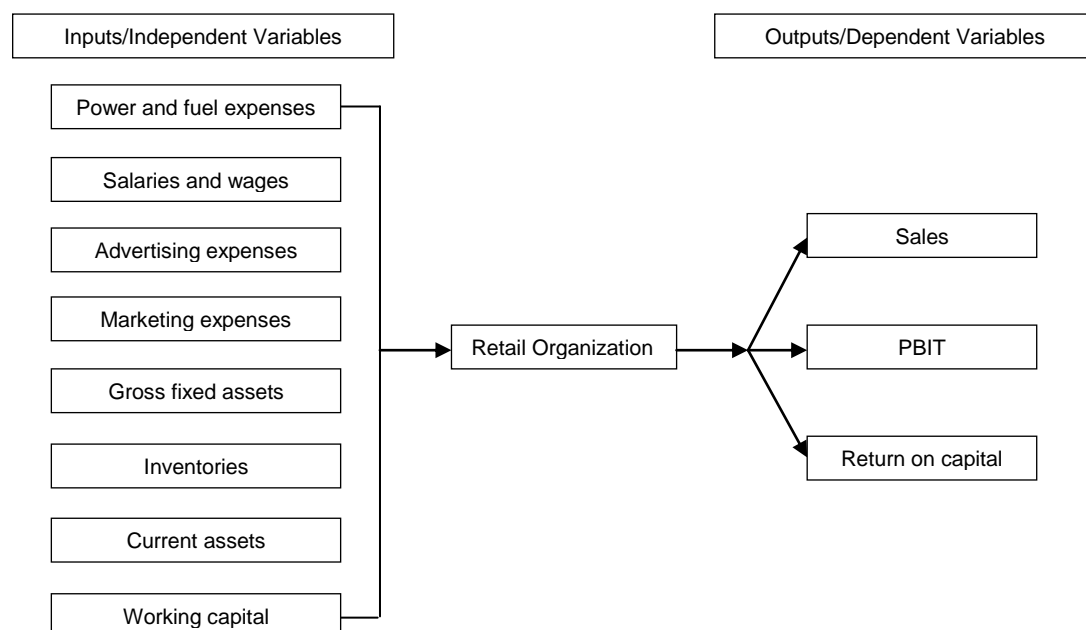 Inputs/Independent Variables
Outputs/Dependent Variables
Power and fuel expenses
Salaries and wages
Advertising expenses
Marketing expenses
Gross fixed assets
Inventories
Current assets
Working capital
Retail Organization
Sales
PBIT
Return on capital